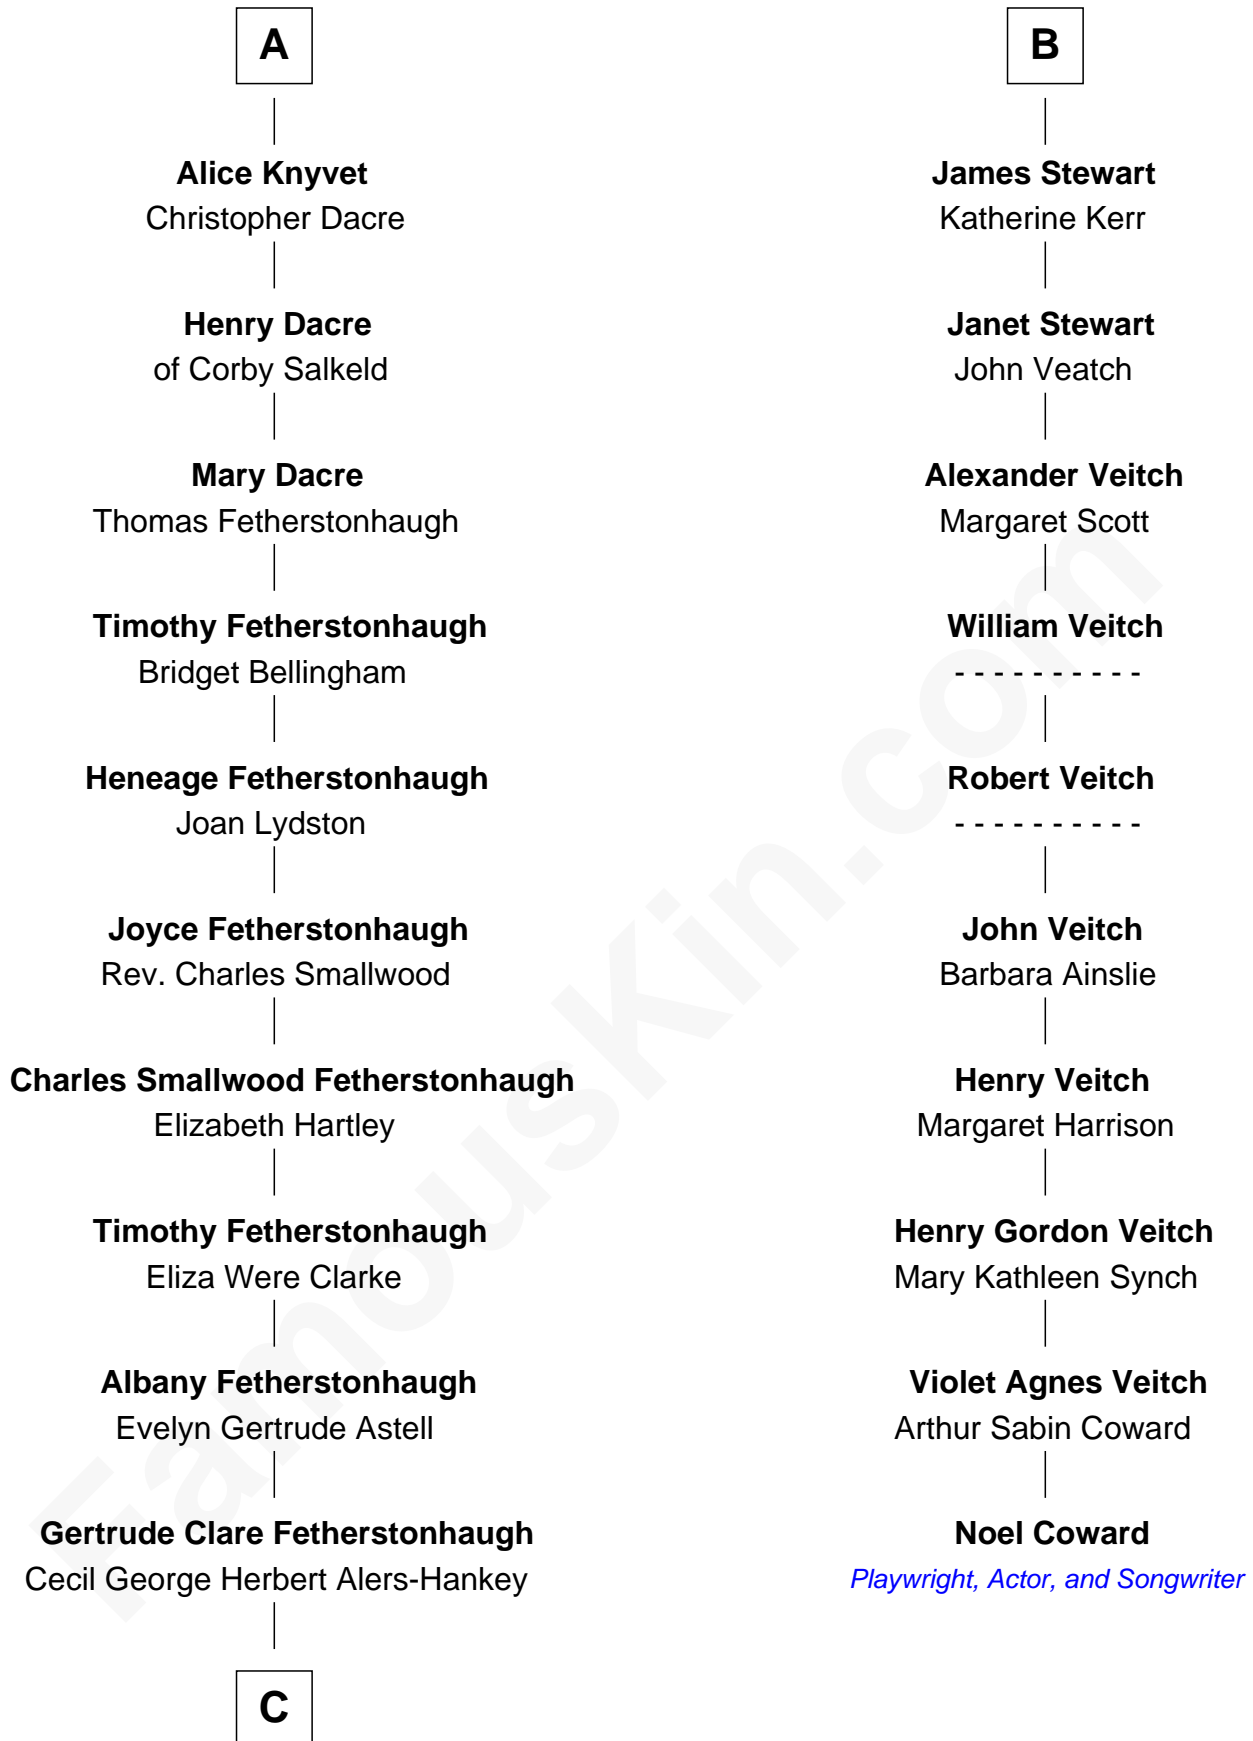 A
Alice Knyvet
Christopher Dacre
Henry Dacre
of Corby Salkeld
Mary Dacre
Thomas Fetherstonhaugh
Timothy Fetherstonhaugh
Bridget Bellingham
Heneage Fetherstonhaugh
Joan Lydston
Joyce Fetherstonhaugh
Rev. Charles Smallwood
Charles Smallwood Fetherstonhaugh
Elizabeth Hartley
Timothy Fetherstonhaugh
Eliza Were Clarke
Albany Fetherstonhaugh
Evelyn Gertrude Astell
Gertrude Clare Fetherstonhaugh
Cecil George Herbert Alers-Hankey
C
B
James Stewart
Katherine Kerr
Janet Stewart
John Veatch
Alexander Veitch
Margaret Scott
William Veitch
- - - - - - - - - -
Robert Veitch
- - - - - - - - - -
John Veitch
Barbara Ainslie
Henry Veitch
Margaret Harrison
Henry Gordon Veitch
Mary Kathleen Synch
Violet Agnes Veitch
Arthur Sabin Coward
Noel Coward
Playwright, Actor, and Songwriter
FamousKin.com